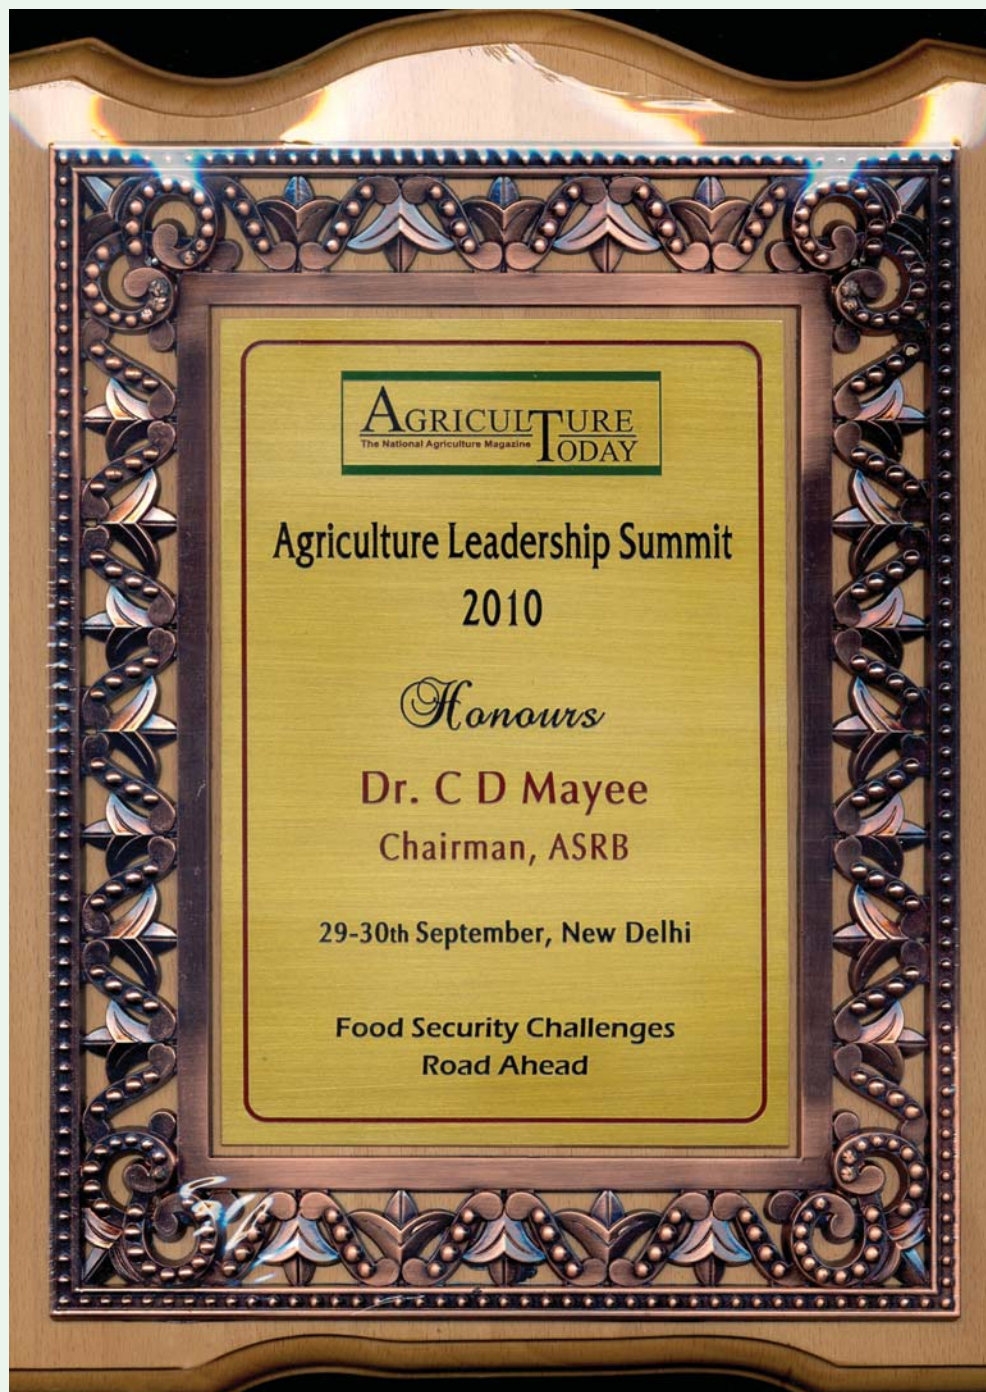 AGRICULTURE
The National Agriculture Magazine
TODAY
Agriculture Leadership Summit
2010
Honours
Dr. C D Mayee
Chairman, ASRB
29-30th September, New Delhi
Food Security Challenges
Road Ahead